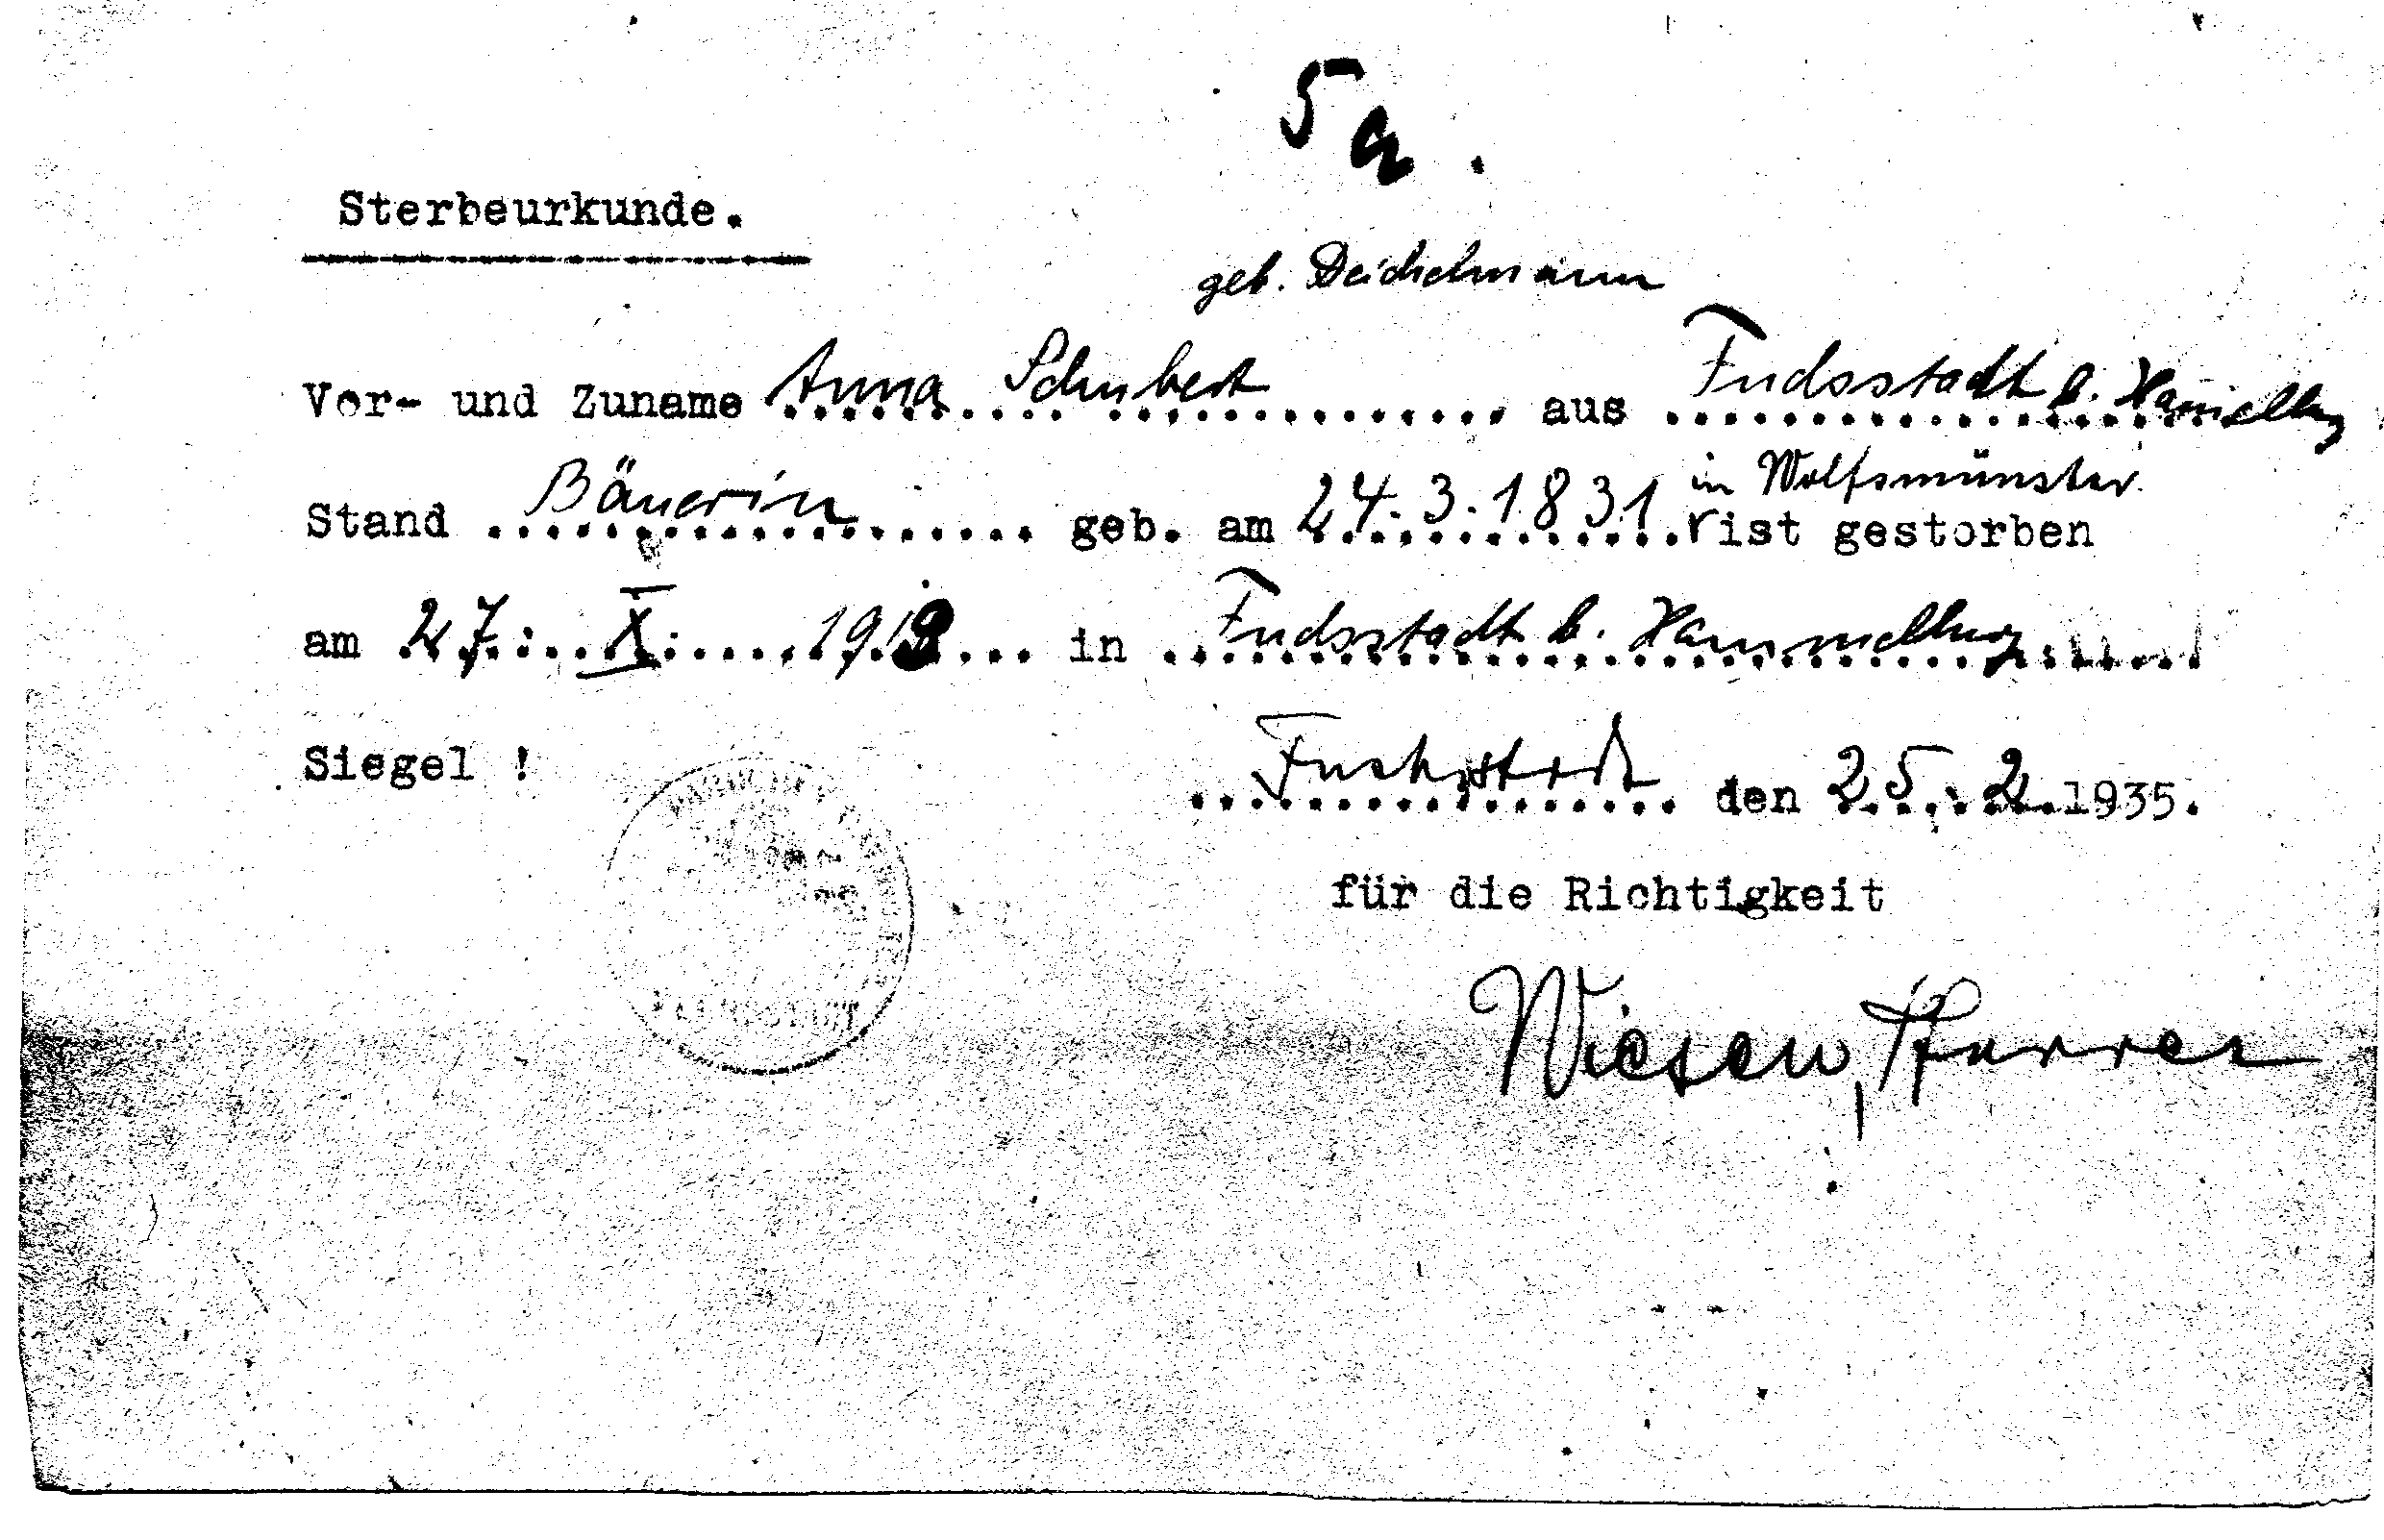 5a.
Sterbeurkunde.
geb. Deichelmann
Vor- und Zuname Anna Schubert aus Fuchsstadt b. Hammelburg
in Wolfsmünster
Stand Bäuerin geb. am 24.3.1831 ist gestorben
am 27. X. 1919 in Fuchsstadt b. Hammelburg
Siegel ! Fuchsstadt den 25. 2. 1935.
für die Richtigkeit
Wiesen, Pfarrer